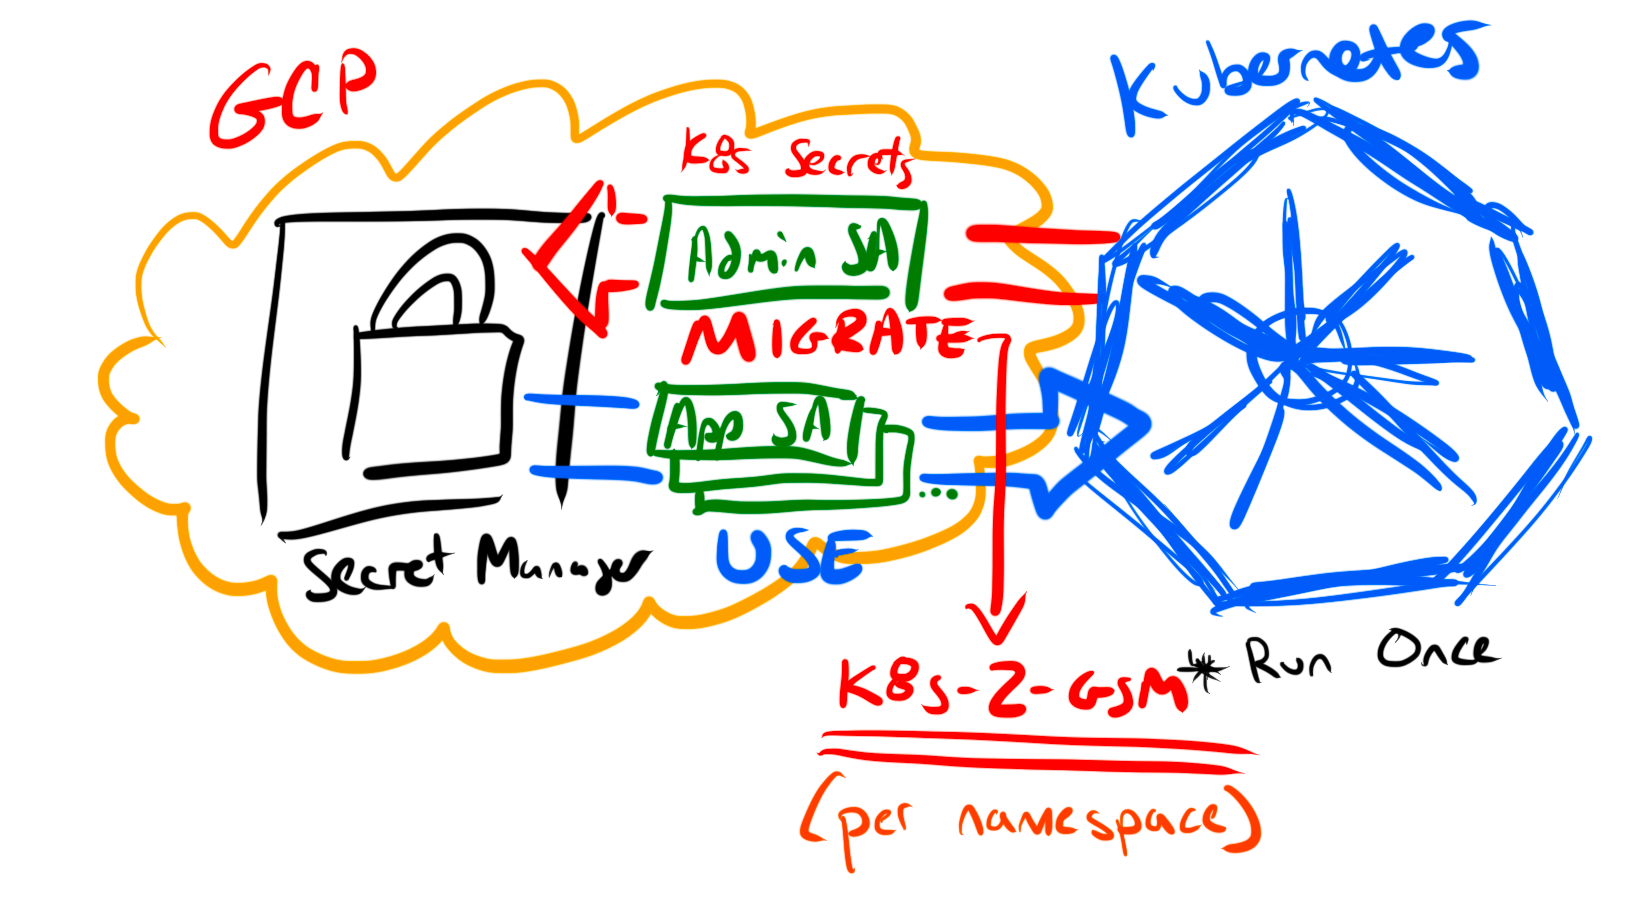 GCP
Kubernetes
K8s Secrets
Admin SA
MIGRATE
App SA
...
USE
Secret Manager
K8s-2-GSM* Run Once
(per namespace)